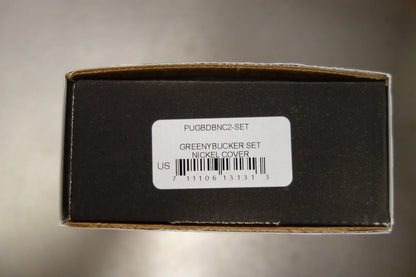 PUGBDBNC2-SET
GREENYBUCKER SET
NICKEL COVER
US
7 11106 13131 3